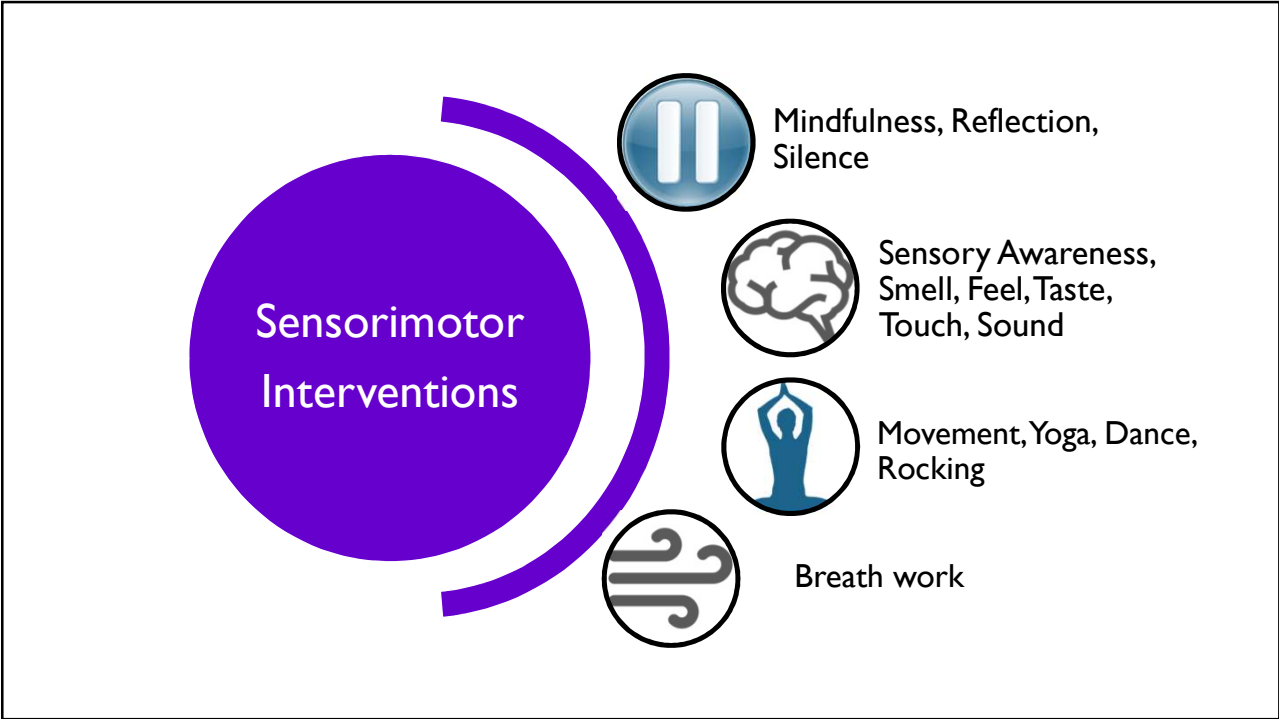 Sensorimotor
Interventions
Mindfulness, Reflection,
Silence
Sensory Awareness,
Smell, Feel, Taste,
Touch, Sound
Movement, Yoga, Dance,
Rocking
Breath work